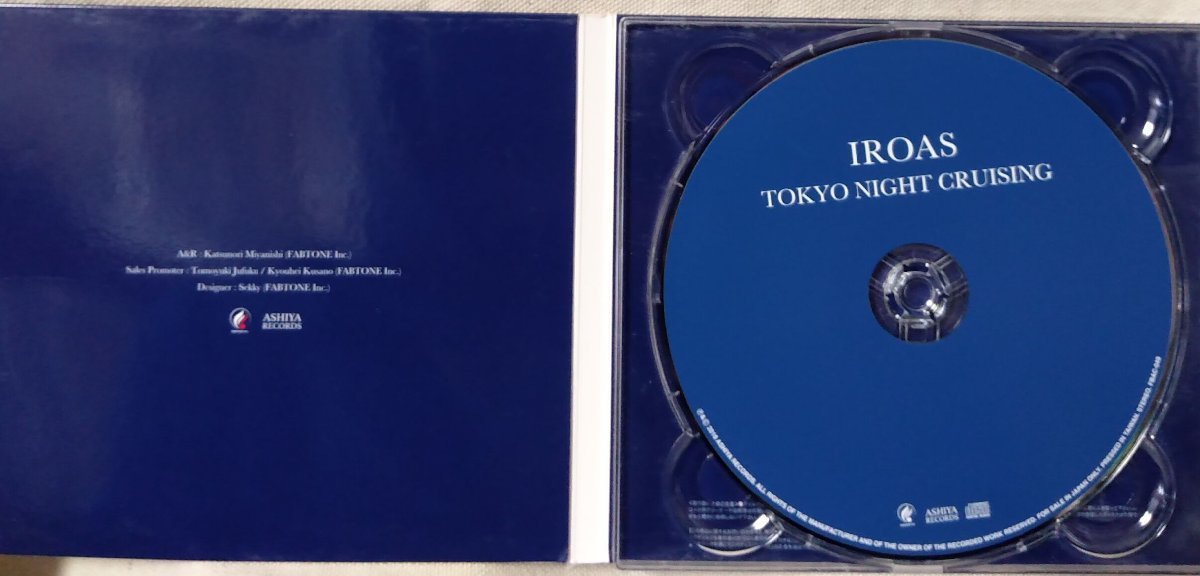 A&R : Katsunori Miyanishi (FABTONE Inc.)
Sales Promoter : Tomoyuki Jufuku / Kyouhei Kusano (FABTONE Inc.)
Designer : Sekky (FABTONE Inc.)
ASHIYA
RECORDS
IROAS
TOKYO NIGHT CRUISING
ASHIYA
RECORDS
ASHIYA RECORDS. ALL RIGHTS OF THE MANUFACTURER AND OF THE OWNER OF THE RECORDED WORK RESERVED. FOR SALE IN JAPAN ONLY. PRESSED IN TAIWAN. STEREO.